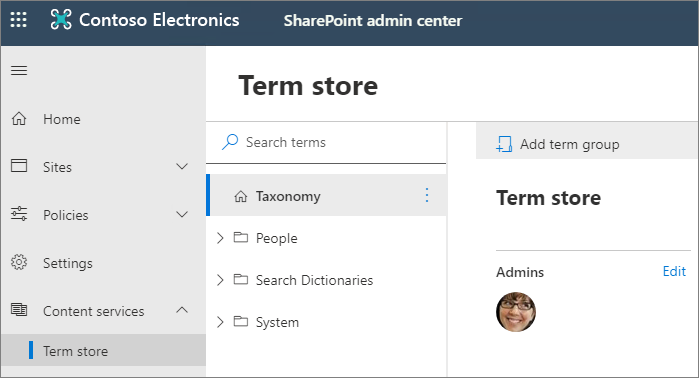 Contoso Electronics SharePoint admin center
Home
Sites
Policies
Settings
Content services
Term store
Term store
Search terms
Taxonomy
People
Search Dictionaries
System
Add term group
Term store
Admins Edit